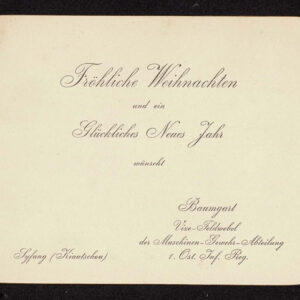 Fröhliche Weihnachten
und ein
Glückliches Neues Jahr
wünscht
Baumgart
Vize-Feldwebel
der Maschinen-Gewehr-Abteilung
1. Ost. Inf. Reg.
Syfang (Kiautschou)